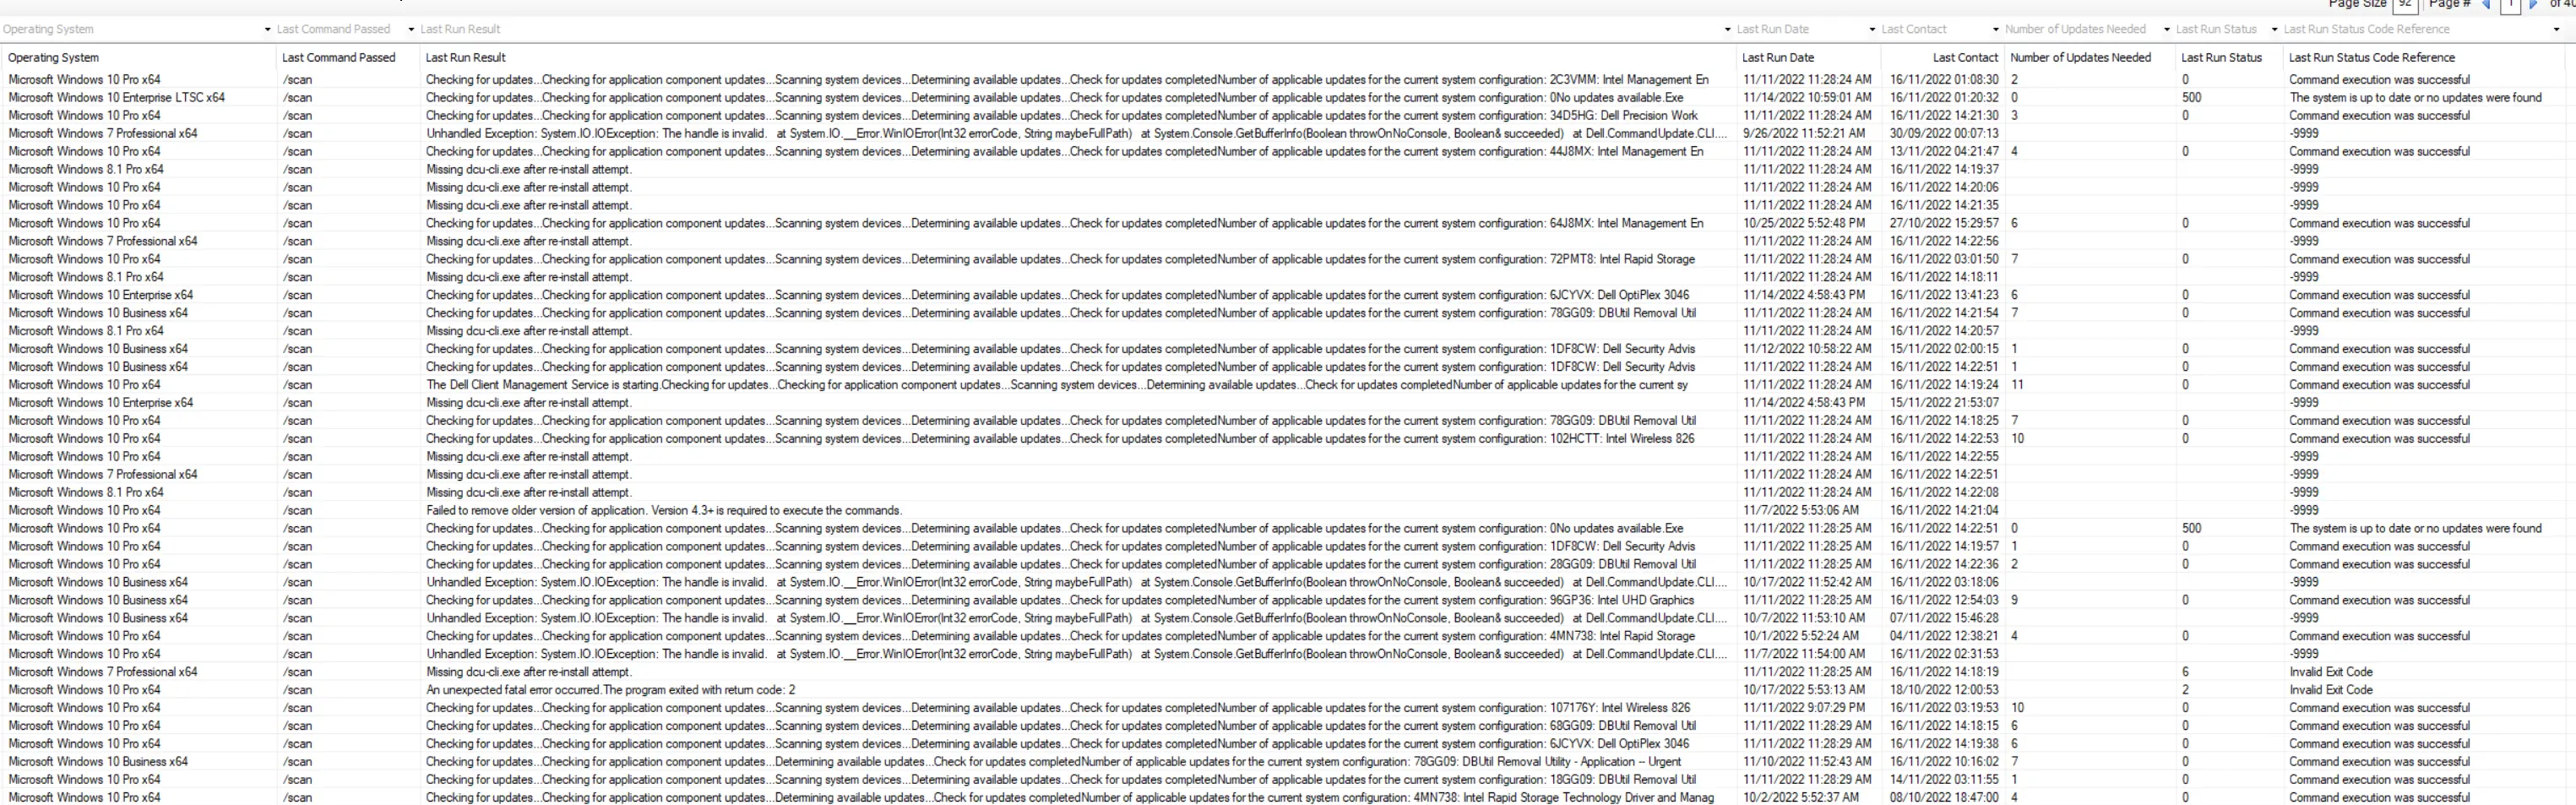 Page Size 92 Page # 1 of 40
Operating System Last Command Passed Last Run Result Last Run Date Last Contact Number of Updates Needed Last Run Status Last Run Status Code Reference
Operating System Last Command Passed Last Run Result Last Run Date Last Contact Number of Updates Needed Last Run Status Last Run Status Code Reference
Microsoft Windows 10 Pro x64 /scan Checking for updates...Checking for application component updates...Scanning system devices...Determining available updates...Check for updates completedNumber of applicable updates for the current system configuration: 2C3VMM: Intel Management En 11/11/2022 11:28:24 AM 16/11/2022 01:08:30 2 0 Command execution was successful
Microsoft Windows 10 Enterprise LTSC x64 /scan Checking for updates...Checking for application component updates...Scanning system devices...Determining available updates...Check for updates completedNumber of applicable updates for the current system configuration: 0No updates available.Exe 11/14/2022 10:59:01 AM 16/11/2022 01:20:32 0 500 The system is up to date or no updates were found
Microsoft Windows 10 Pro x64 /scan Checking for updates...Checking for application component updates...Scanning system devices...Determining available updates...Check for updates completedNumber of applicable updates for the current system configuration: 34D5HG: Dell Precision Work 11/11/2022 11:28:24 AM 16/11/2022 14:21:30 3 0 Command execution was successful
Microsoft Windows 7 Professional x64 /scan Unhandled Exception: System.IO.IOException: The handle is invalid. at System.IO.__Error.WinIOError(Int32 errorCode, String maybeFullPath) at System.Console.GetBufferInfo(Boolean throwOnNoConsole, Boolean& succeeded) at Dell.CommandUpdate.CLI.... 9/26/2022 11:52:21 AM 30/09/2022 00:07:13 -9999
Microsoft Windows 10 Pro x64 /scan Checking for updates...Checking for application component updates...Scanning system devices...Determining available updates...Check for updates completedNumber of applicable updates for the current system configuration: 44J8MX: Intel Management En 11/11/2022 11:28:24 AM 13/11/2022 04:21:47 4 0 Command execution was successful
Microsoft Windows 8.1 Pro x64 /scan Missing dcu-cli.exe after re-install attempt. 11/11/2022 11:28:24 AM 16/11/2022 14:19:37 -9999
Microsoft Windows 10 Pro x64 /scan Missing dcu-cli.exe after re-install attempt. 11/11/2022 11:28:24 AM 16/11/2022 14:20:06 -9999
Microsoft Windows 10 Pro x64 /scan Missing dcu-cli.exe after re-install attempt. 11/11/2022 11:28:24 AM 16/11/2022 14:21:35 -9999
Microsoft Windows 10 Pro x64 /scan Checking for updates...Checking for application component updates...Scanning system devices...Determining available updates...Check for updates completedNumber of applicable updates for the current system configuration: 64J8MX: Intel Management En 10/25/2022 5:52:48 PM 27/10/2022 15:29:57 6 0 Command execution was successful
Microsoft Windows 7 Professional x64 /scan Missing dcu-cli.exe after re-install attempt. 11/11/2022 11:28:24 AM 16/11/2022 14:22:56 -9999
Microsoft Windows 10 Pro x64 /scan Checking for updates...Checking for application component updates...Scanning system devices...Determining available updates...Check for updates completedNumber of applicable updates for the current system configuration: 72PMT8: Intel Rapid Storage 11/11/2022 11:28:24 AM 16/11/2022 03:01:50 7 0 Command execution was successful
Microsoft Windows 8.1 Pro x64 /scan Missing dcu-cli.exe after re-install attempt. 11/11/2022 11:28:24 AM 16/11/2022 14:18:11 -9999
Microsoft Windows 10 Enterprise x64 /scan Checking for updates...Checking for application component updates...Scanning system devices...Determining available updates...Check for updates completedNumber of applicable updates for the current system configuration: 6JCYVX: Dell OptiPlex 3046 11/14/2022 4:58:43 PM 16/11/2022 13:41:23 6 0 Command execution was successful
Microsoft Windows 10 Business x64 /scan Checking for updates...Checking for application component updates...Scanning system devices...Determining available updates...Check for updates completedNumber of applicable updates for the current system configuration: 78GG09: DBUtil Removal Util 11/11/2022 11:28:24 AM 16/11/2022 14:21:54 7 0 Command execution was successful
Microsoft Windows 8.1 Pro x64 /scan Missing dcu-cli.exe after re-install attempt. 11/11/2022 11:28:24 AM 16/11/2022 14:20:57 -9999
Microsoft Windows 10 Business x64 /scan Checking for updates...Checking for application component updates...Scanning system devices...Determining available updates...Check for updates completedNumber of applicable updates for the current system configuration: 1DF8CW: Dell Security Advis 11/12/2022 10:58:22 AM 15/11/2022 02:00:15 1 0 Command execution was successful
Microsoft Windows 10 Business x64 /scan Checking for updates...Checking for application component updates...Scanning system devices...Determining available updates...Check for updates completedNumber of applicable updates for the current system configuration: 1DF8CW: Dell Security Advis 11/11/2022 11:28:24 AM 16/11/2022 14:22:51 1 0 Command execution was successful
Microsoft Windows 10 Pro x64 /scan The Dell Client Management Service is starting.Checking for updates...Checking for application component updates...Scanning system devices...Determining available updates...Check for updates completedNumber of applicable updates for the current sy 11/11/2022 11:28:24 AM 16/11/2022 14:19:24 11 0 Command execution was successful
Microsoft Windows 10 Enterprise x64 /scan Missing dcu-cli.exe after re-install attempt. 11/14/2022 4:58:43 PM 15/11/2022 21:53:07 -9999
Microsoft Windows 10 Pro x64 /scan Checking for updates...Checking for application component updates...Scanning system devices...Determining available updates...Check for updates completedNumber of applicable updates for the current system configuration: 78GG09: DBUtil Removal Util 11/11/2022 11:28:24 AM 16/11/2022 14:18:25 7 0 Command execution was successful
Microsoft Windows 10 Pro x64 /scan Checking for updates...Checking for application component updates...Scanning system devices...Determining available updates...Check for updates completedNumber of applicable updates for the current system configuration: 102HCTT: Intel Wireless 826 11/11/2022 11:28:24 AM 16/11/2022 14:22:53 10 0 Command execution was successful
Microsoft Windows 10 Pro x64 /scan Missing dcu-cli.exe after re-install attempt. 11/11/2022 11:28:24 AM 16/11/2022 14:22:55 -9999
Microsoft Windows 7 Professional x64 /scan Missing dcu-cli.exe after re-install attempt. 11/11/2022 11:28:24 AM 16/11/2022 14:22:51 -9999
Microsoft Windows 8.1 Pro x64 /scan Missing dcu-cli.exe after re-install attempt. 11/11/2022 11:28:24 AM 16/11/2022 14:22:08 -9999
Microsoft Windows 10 Pro x64 /scan Failed to remove older version of application. Version 4.3+ is required to execute the commands. 11/7/2022 5:53:06 AM 16/11/2022 14:21:04 -9999
Microsoft Windows 10 Pro x64 /scan Checking for updates...Checking for application component updates...Scanning system devices...Determining available updates...Check for updates completedNumber of applicable updates for the current system configuration: 0No updates available.Exe 11/11/2022 11:28:25 AM 16/11/2022 14:22:51 0 500 The system is up to date or no updates were found
Microsoft Windows 10 Pro x64 /scan Checking for updates...Checking for application component updates...Scanning system devices...Determining available updates...Check for updates completedNumber of applicable updates for the current system configuration: 1DF8CW: Dell Security Advis 11/11/2022 11:28:25 AM 16/11/2022 14:19:57 1 0 Command execution was successful
Microsoft Windows 10 Pro x64 /scan Checking for updates...Checking for application component updates...Scanning system devices...Determining available updates...Check for updates completedNumber of applicable updates for the current system configuration: 28GG09: DBUtil Removal Util 11/11/2022 11:28:25 AM 16/11/2022 14:22:36 2 0 Command execution was successful
Microsoft Windows 10 Business x64 /scan Unhandled Exception: System.IO.IOException: The handle is invalid. at System.IO.__Error.WinIOError(Int32 errorCode, String maybeFullPath) at System.Console.GetBufferInfo(Boolean throwOnNoConsole, Boolean& succeeded) at Dell.CommandUpdate.CLI.... 10/17/2022 11:52:42 AM 16/11/2022 03:18:06 -9999
Microsoft Windows 10 Business x64 /scan Checking for updates...Checking for application component updates...Scanning system devices...Determining available updates...Check for updates completedNumber of applicable updates for the current system configuration: 96GP36: Intel UHD Graphics 11/11/2022 11:28:25 AM 16/11/2022 12:54:03 9 0 Command execution was successful
Microsoft Windows 10 Business x64 /scan Unhandled Exception: System.IO.IOException: The handle is invalid. at System.IO.__Error.WinIOError(Int32 errorCode, String maybeFullPath) at System.Console.GetBufferInfo(Boolean throwOnNoConsole, Boolean& succeeded) at Dell.CommandUpdate.CLI.... 10/7/2022 11:53:10 AM 07/11/2022 15:46:28 -9999
Microsoft Windows 10 Pro x64 /scan Checking for updates...Checking for application component updates...Scanning system devices...Determining available updates...Check for updates completedNumber of applicable updates for the current system configuration: 4MN738: Intel Rapid Storage 10/1/2022 5:52:24 AM 04/11/2022 12:38:21 4 0 Command execution was successful
Microsoft Windows 10 Pro x64 /scan Unhandled Exception: System.IO.IOException: The handle is invalid. at System.IO.__Error.WinIOError(Int32 errorCode, String maybeFullPath) at System.Console.GetBufferInfo(Boolean throwOnNoConsole, Boolean& succeeded) at Dell.CommandUpdate.CLI.... 11/7/2022 11:54:00 AM 16/11/2022 02:31:53 -9999
Microsoft Windows 7 Professional x64 /scan Missing dcu-cli.exe after re-install attempt. 11/11/2022 11:28:25 AM 16/11/2022 14:18:19 6 Invalid Exit Code
Microsoft Windows 10 Pro x64 /scan An unexpected fatal error occurred.The program exited with return code: 2 10/17/2022 5:53:13 AM 18/10/2022 12:00:53 2 Invalid Exit Code
Microsoft Windows 10 Pro x64 /scan Checking for updates...Checking for application component updates...Scanning system devices...Determining available updates...Check for updates completedNumber of applicable updates for the current system configuration: 107176Y: Intel Wireless 826 11/11/2022 9:07:29 PM 16/11/2022 03:19:53 10 0 Command execution was successful
Microsoft Windows 10 Pro x64 /scan Checking for updates...Checking for application component updates...Scanning system devices...Determining available updates...Check for updates completedNumber of applicable updates for the current system configuration: 68GG09: DBUtil Removal Util 11/11/2022 11:28:29 AM 16/11/2022 14:18:15 6 0 Command execution was successful
Microsoft Windows 10 Pro x64 /scan Checking for updates...Checking for application component updates...Scanning system devices...Determining available updates...Check for updates completedNumber of applicable updates for the current system configuration: 6JCYVX: Dell OptiPlex 3046 11/11/2022 11:28:29 AM 16/11/2022 14:19:38 6 0 Command execution was successful
Microsoft Windows 10 Business x64 /scan Checking for updates...Checking for application component updates...Determining available updates...Check for updates completedNumber of applicable updates for the current system configuration: 78GG09: DBUtil Removal Utility - Application -- Urgent 11/10/2022 11:52:43 AM 16/11/2022 10:16:02 7 0 Command execution was successful
Microsoft Windows 10 Pro x64 /scan Checking for updates...Checking for application component updates...Scanning system devices...Determining available updates...Check for updates completedNumber of applicable updates for the current system configuration: 18GG09: DBUtil Removal Util 11/11/2022 11:28:29 AM 14/11/2022 03:11:55 1 0 Command execution was successful
Microsoft Windows 10 Pro x64 /scan Checking for updates...Checking for application component updates...Determining available updates...Check for updates completedNumber of applicable updates for the current system configuration: 4MN738: Intel Rapid Storage Technology Driver and Manag 10/2/2022 5:52:37 AM 08/10/2022 18:47:00 4 0 Command execution was successful